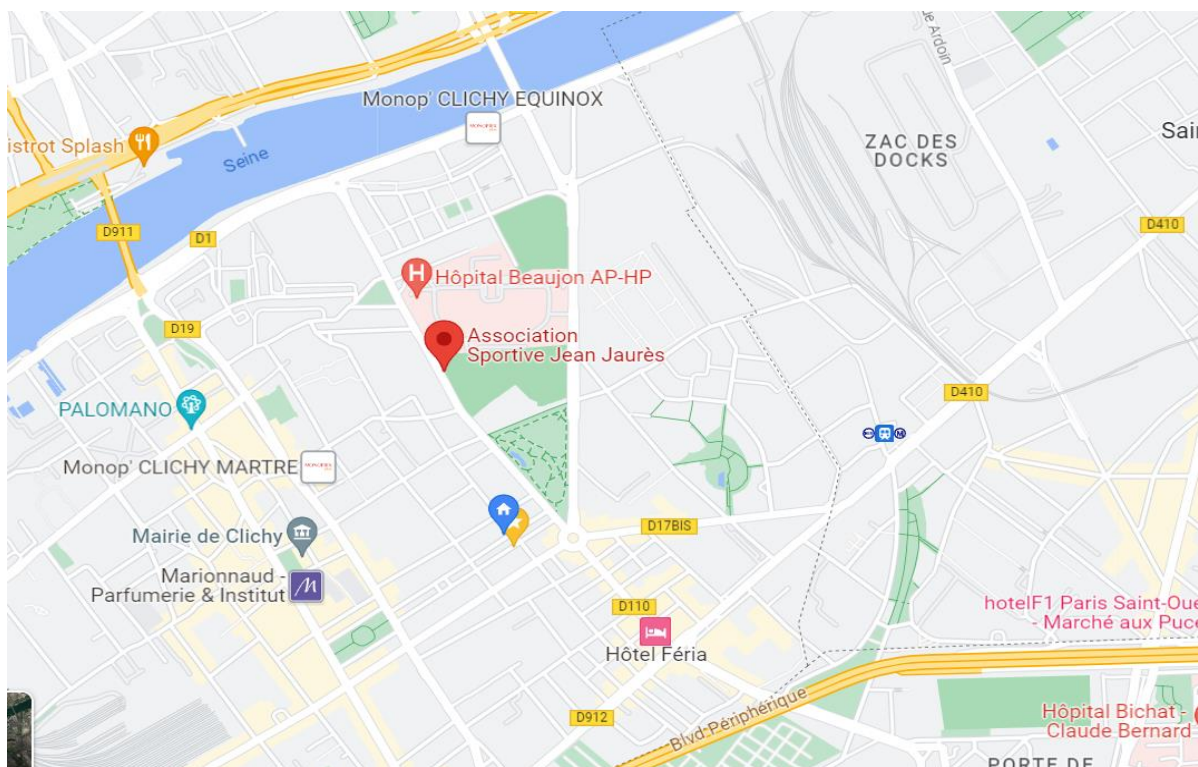 Monop' CLICHY EQUINOX
istrot Splash
Seine
ue Ardoin
ZAC DES
DOCKS
Sain
D911
D1
D410
Hôpital Beaujon AP-HP
D19
Association
Sportive Jean Jaurès
D410
PALOMANO
Monop' CLICHY MARTRE
D17BIS
Mairie de Clichy
Marionnaud -
Parfumerie & Institut
D110
hotelF1 Paris Saint-Oue
- Marché aux Puce
Hôtel Féria
D912
Blvd Périphérique
Hôpital Bichat -
Claude Bernard
PORTE DE